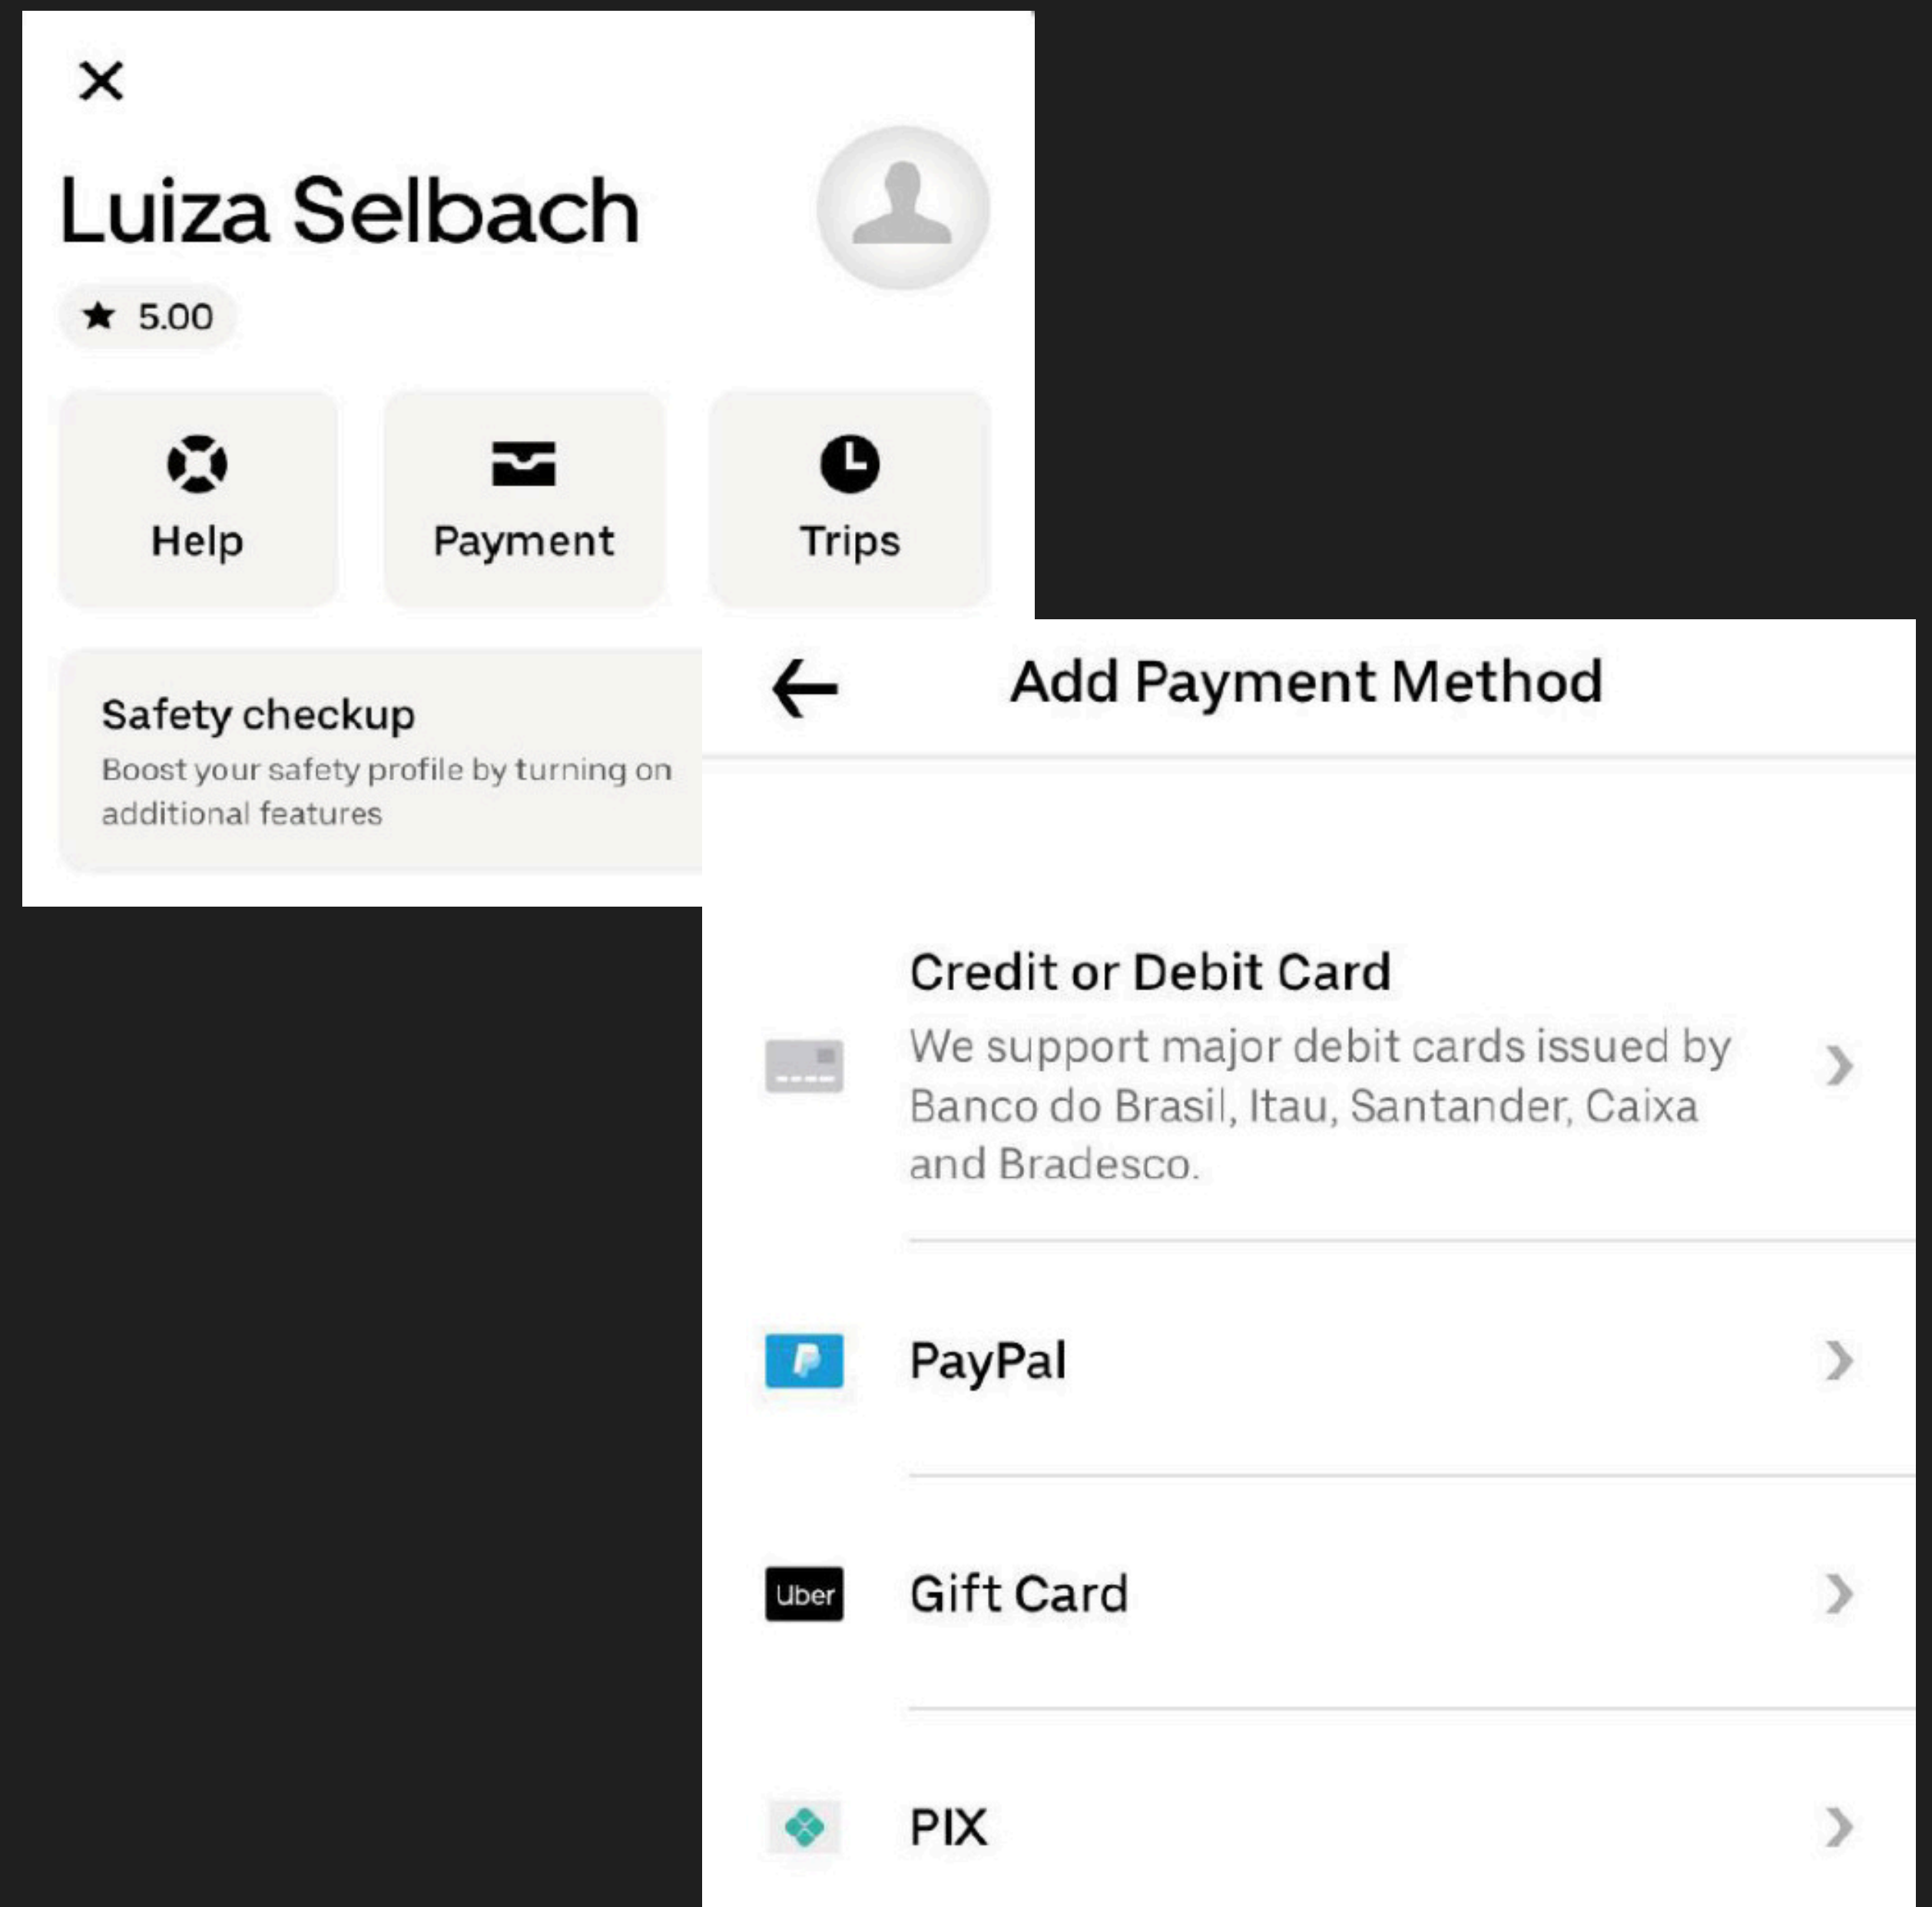 Luiza Selbach
5.00
Help
Payment
Trips
Safety checkup
Boost your safety profile by turning on
additional features
Add Payment Method
Credit or Debit Card
We support major debit cards issued by
Banco do Brasil, Itau, Santander, Caixa
and Bradesco.
PayPal
Uber
Gift Card
PIX